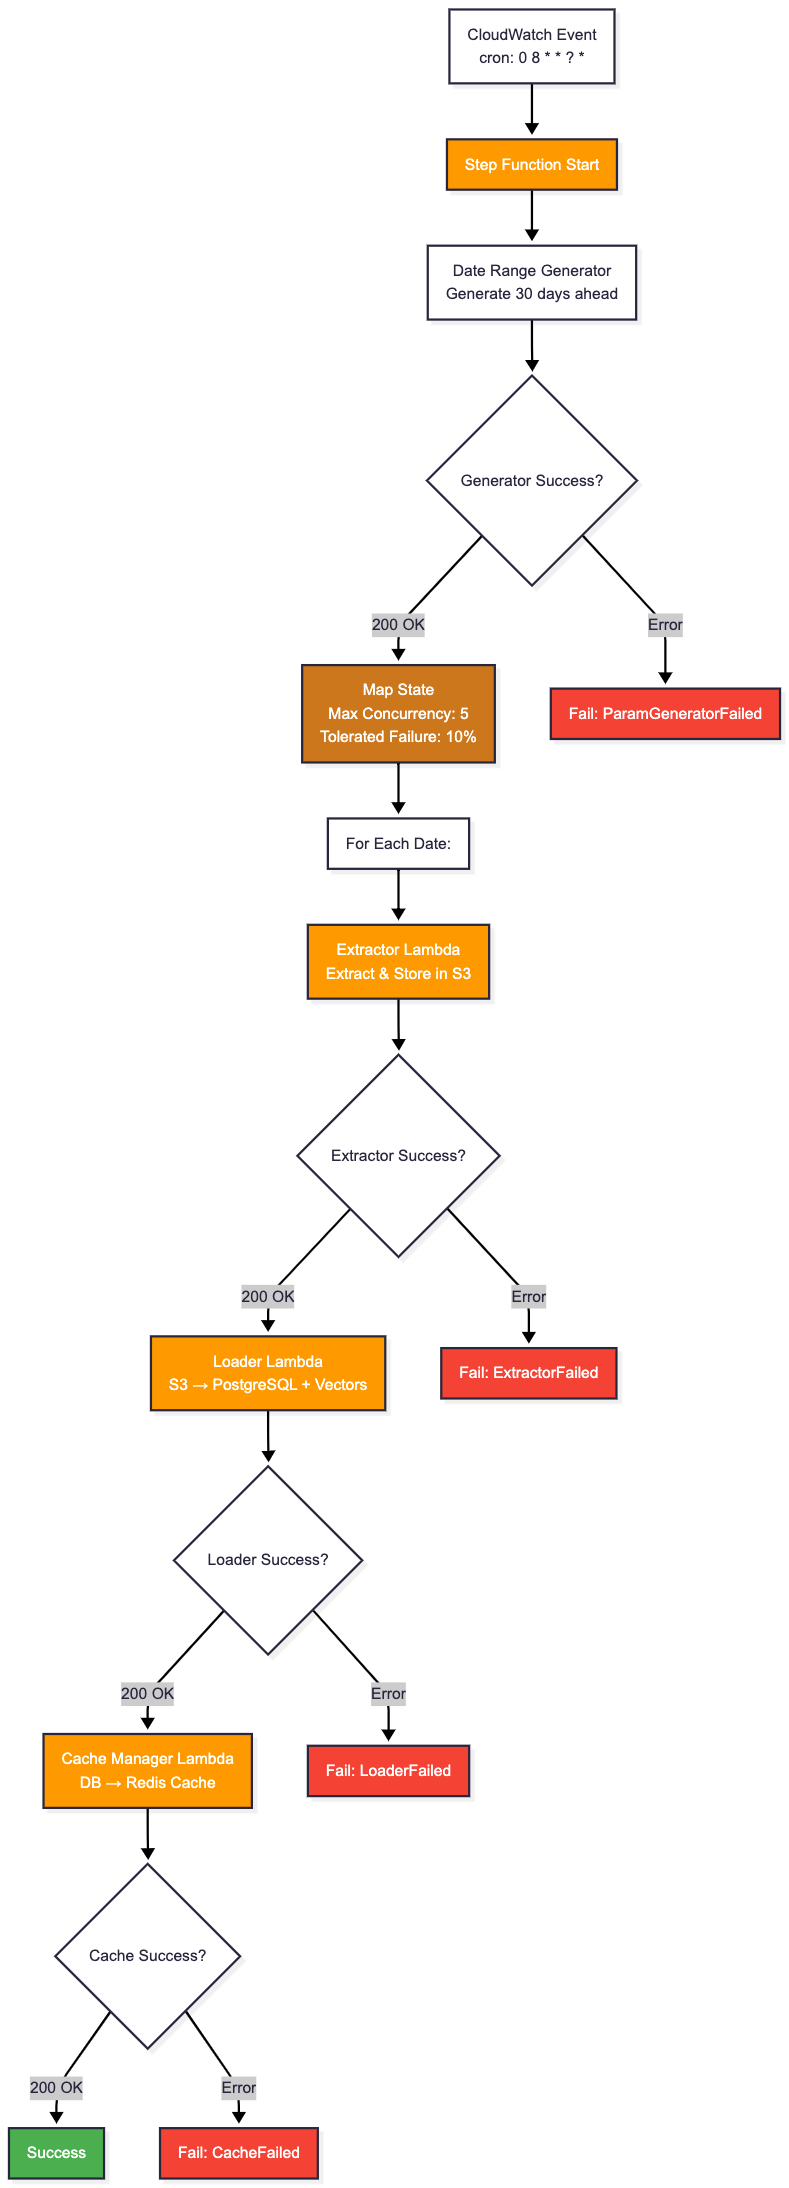 CloudWatch Event
cron: 0 8 * * ? *
Step Function Start
Date Range Generator
Generate 30 days ahead
Generator Success?
200 OK
Error
Map State
Max Concurrency: 5
Tolerated Failure: 10%
Fail: ParamGeneratorFailed
For Each Date:
Extractor Lambda
Extract & Store in S3
Extractor Success?
200 OK
Error
Loader Lambda
S3 → PostgreSQL + Vectors
Fail: ExtractorFailed
Loader Success?
200 OK
Error
Cache Manager Lambda
DB → Redis Cache
Fail: LoaderFailed
Cache Success?
200 OK
Error
Success
Fail: CacheFailed